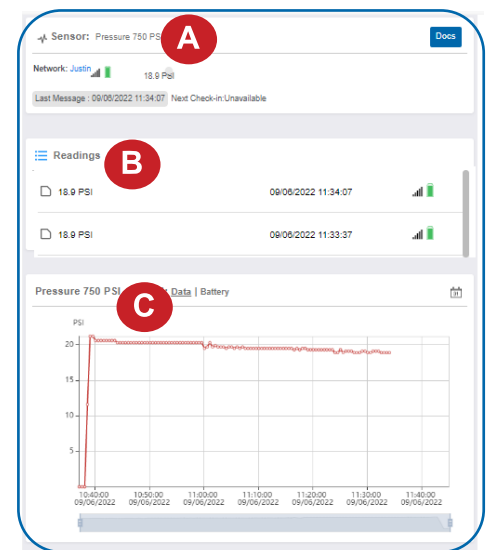 Sensor: Pressure 750 PS A Docs
Network: Justin 18.9 PSI
Last Message : 09/06/2022 11:34:07 Next Check-in:Unavailable
Readings B
18.9 PSI 09/06/2022 11:34:07
18.9 PSI 09/06/2022 11:33:37
Pressure 750 PSI C Data | Battery 31
PSI
20
15
10
5
10:40:00 10:50:00 11:00:00 11:10:00 11:20:00 11:30:00 11:40:00
09/06/2022 09/06/2022 09/06/2022 09/06/2022 09/06/2022 09/06/2022 09/06/2022